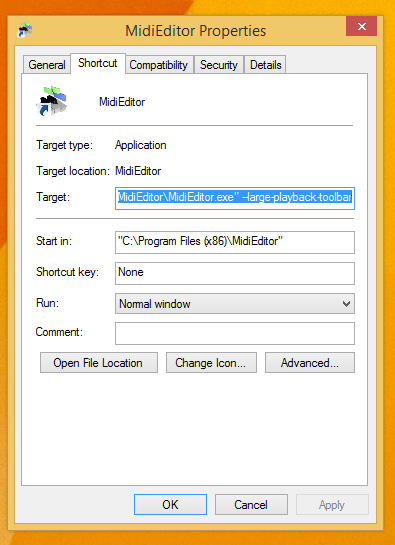 MidiEditor Properties
General Shortcut Compatibility Security Details
MidiEditor
Target type: Application
Target location: MidiEditor
Target: MidiEditor\MidiEditor.exe" --large-playback-toolbar
Start in: "C:\Program Files (x86)\MidiEditor"
Shortcut key: None
Run: Normal window
Comment:
Open File Location Change Icon... Advanced...
OK Cancel Apply